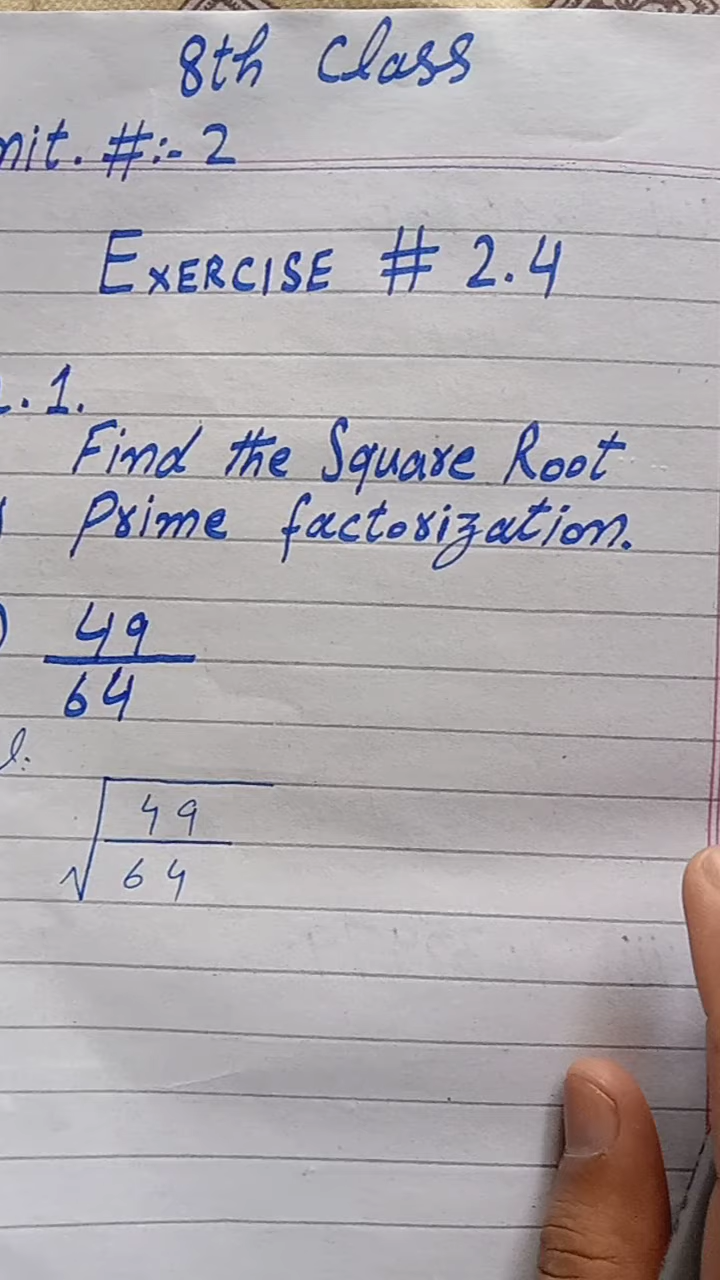 8th Class
nit. #:- 2
EXERCISE # 2.4
.1.
Find the Square Root
Prime factorization.
) 49
64
l:
√49
64